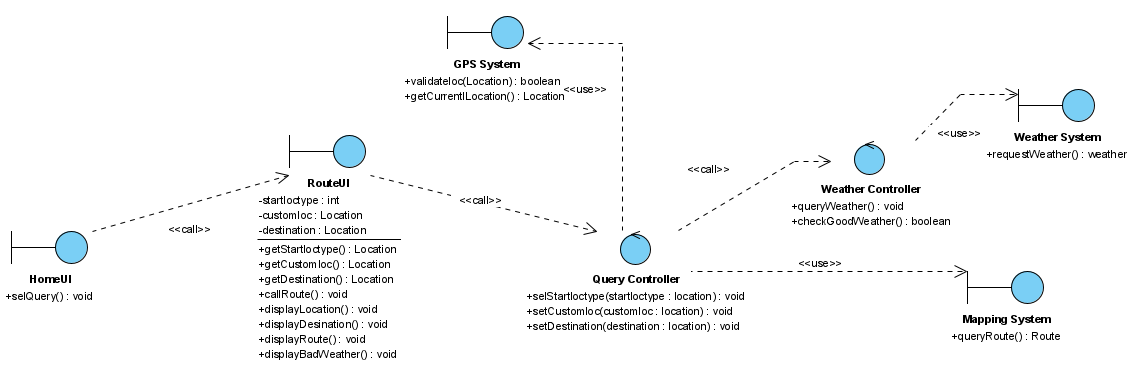 GPS System
+validateloc(Location) : boolean
+getCurrentlLocation() : Location
<<use>>
Weather System
+requestWeather() : weather
<<use>>
RouteUI
-startloctype : int
-customloc : Location
-destination : Location
+getStartloctype() : Location
+getCustomloc() : Location
+getDestination() : Location
+callRoute() : void
+displayLocation() : void
+displayDesination() : void
+displayRoute() : void
+displayBadWeather() : void
<<call>>
<<call>>
Weather Controller
+queryWeather() : void
+checkGoodWeather() : boolean
<<call>>
HomeUI
+selQuery() : void
Query Controller
+selStartloctype(startloctype : location) : void
+setCustomloc(customloc : location) : void
+setDestination(destination : location) : void
<<use>>
Mapping System
+queryRoute() : Route